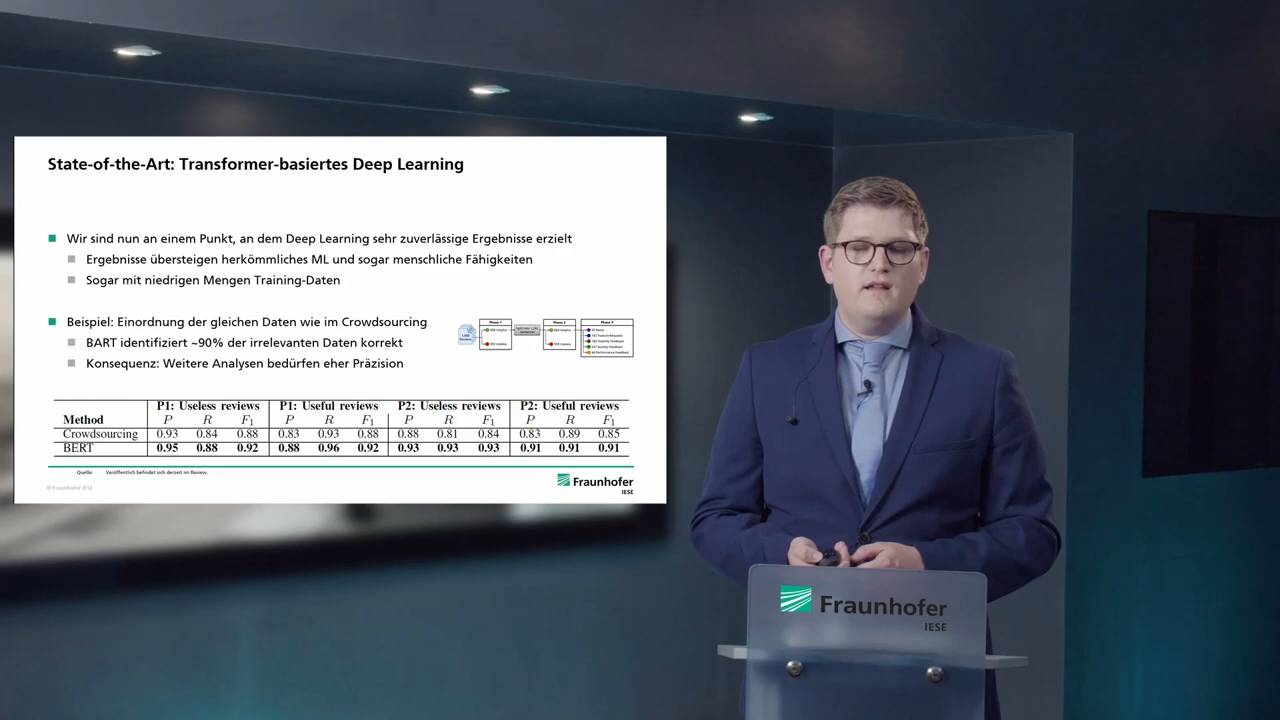 State-of-the-Art: Transformer-basiertes Deep Learning
Wir sind nun an einem Punkt, an dem Deep Learning sehr zuverlässige Ergebnisse erzielt
Ergebnisse übersteigen herkömmliches ML und sogar menschliche Fähigkeiten
Sogar mit niedrigen Mengen Training-Daten
Beispiel: Einordnung der gleichen Daten wie im Crowdsourcing
BART identifiziert ~90% der irrelevanten Daten korrekt
Konsequenz: Weitere Analysen bedürfen eher Präzision
Phase 1 Phase 2 Phase 3
P1: Useless reviews P1: Useful reviews P2: Useless reviews P2: Useful reviews
Method P R F1 P R F1 P R F1 P R F1
Crowdsourcing 0.93 0.84 0.88 0.83 0.93 0.88 0.88 0.81 0.84 0.83 0.89 0.85
BERT 0.95 0.88 0.92 0.88 0.96 0.92 0.93 0.93 0.93 0.91 0.91 0.91
Quelle: Veröffentlich befindet sich derzeit im Review.
© Fraunhofer IESE
Fraunhofer
IESE
Fraunhofer
IESE